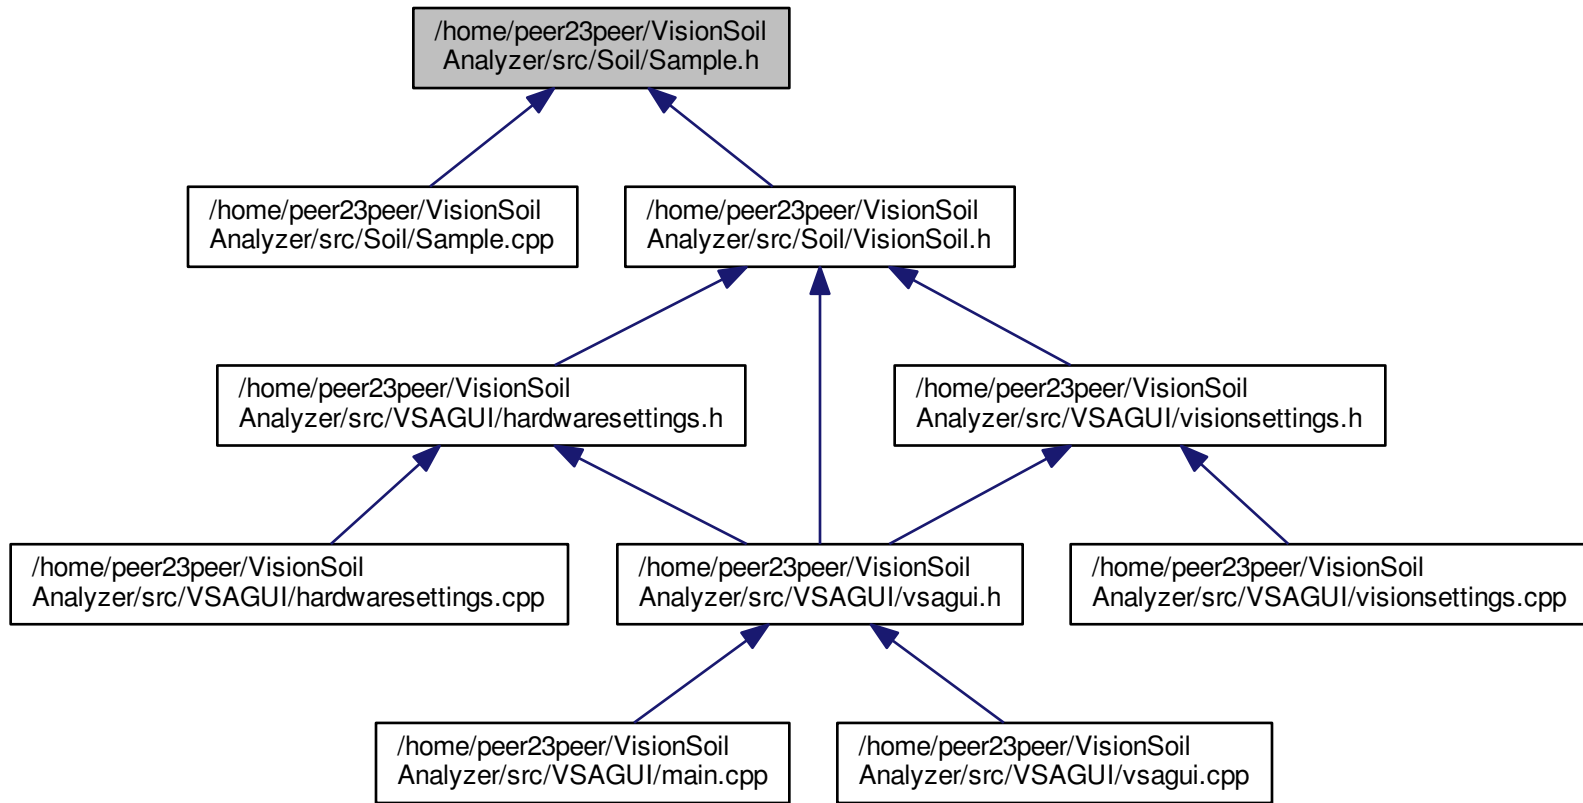 /home/peer23peer/VisionSoil
Analyzer/src/Soil/Sample.h
/home/peer23peer/VisionSoil
Analyzer/src/Soil/Sample.cpp
/home/peer23peer/VisionSoil
Analyzer/src/Soil/VisionSoil.h
/home/peer23peer/VisionSoil
Analyzer/src/VSAGUI/hardwaresettings.h
/home/peer23peer/VisionSoil
Analyzer/src/VSAGUI/visionsettings.h
/home/peer23peer/VisionSoil
Analyzer/src/VSAGUI/hardwaresettings.cpp
/home/peer23peer/VisionSoil
Analyzer/src/VSAGUI/vsagui.h
/home/peer23peer/VisionSoil
Analyzer/src/VSAGUI/visionsettings.cpp
/home/peer23peer/VisionSoil
Analyzer/src/VSAGUI/main.cpp
/home/peer23peer/VisionSoil
Analyzer/src/VSAGUI/vsagui.cpp